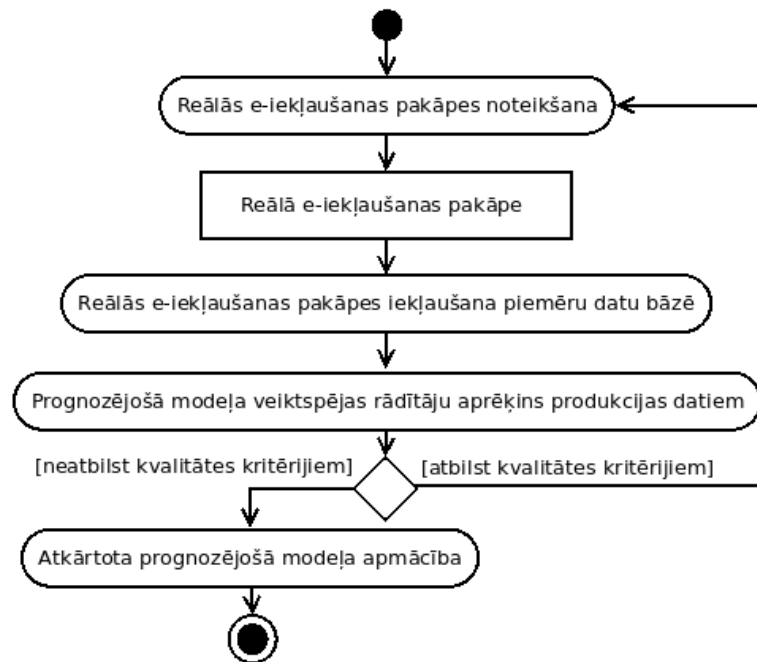 Reālās e-iekļaušanas pakāpes noteikšana
Reālā e-iekļaušanas pakāpe
Reālās e-iekļaušanas pakāpes iekļaušana piemēru datu bāzē
Prognozējošā modeļa veiktspējas rādītāju aprēķins produkcijas datiem
[neatbilst kvalitātes kritērijiem]
[atbilst kvalitātes kritērijiem]
Atkārtota prognozējošā modeļa apmācība